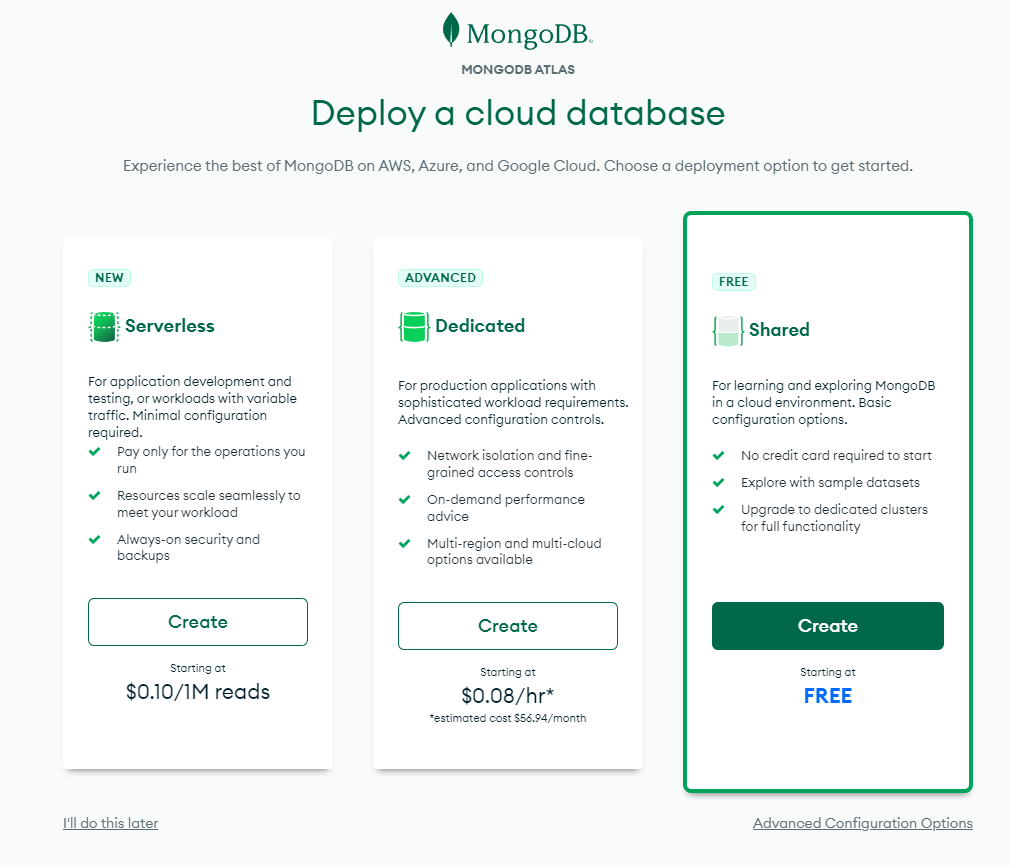 MongoDB
MONGODB ATLAS
Deploy a cloud database
Experience the best of MongoDB on AWS, Azure, and Google Cloud. Choose a deployment option to get started.
NEW
Serverless
For application development and
testing, or workloads with variable
traffic. Minimal configuration
required.
Pay only for the operations you
run
Resources scale seamlessly to
meet your workload
Always-on security and
backups
Create
Starting at
$0.10/1M reads
ADVANCED
Dedicated
For production applications with
sophisticated workload requirements.
Advanced configuration controls.
Network isolation and fine-
grained access controls
On-demand performance
advice
Multi-region and multi-cloud
options available
Create
Starting at
$0.08/hr*
*estimated cost $56.94/month
FREE
Shared
For learning and exploring MongoDB
in a cloud environment. Basic
configuration options.
No credit card required to start
Explore with sample datasets
Upgrade to dedicated clusters
for full functionality
Create
Starting at
FREE
I'll do this later
Advanced Configuration Options